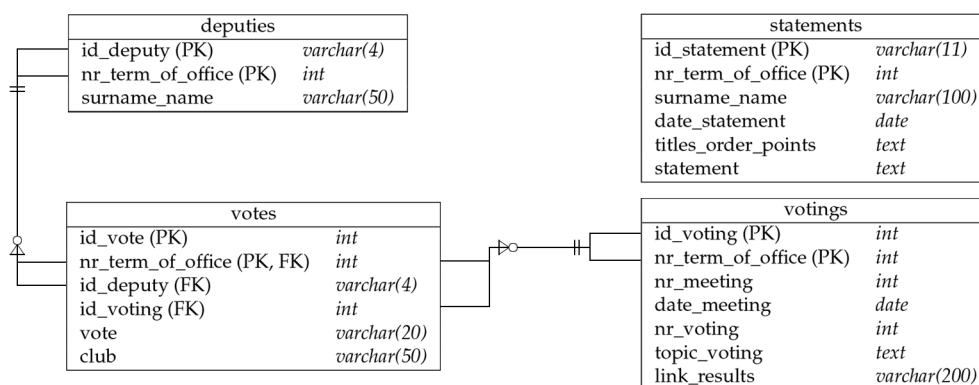 deputies
id_deputy (PK) varchar(4)
nr_term_of_office (PK) int
surname_name varchar(50)
statements
id_statement (PK) varchar(11)
nr_term_of_office (PK) int
surname_name varchar(100)
date_statement date
titles_order_points text
statement text
votes
id_vote (PK) int
nr_term_of_office (PK, FK) int
id_deputy (FK) varchar(4)
id_voting (FK) int
vote varchar(20)
club varchar(50)
votings
id_voting (PK) int
nr_term_of_office (PK) int
nr_meeting int
date_meeting date
nr_voting int
topic_voting text
link_results varchar(200)